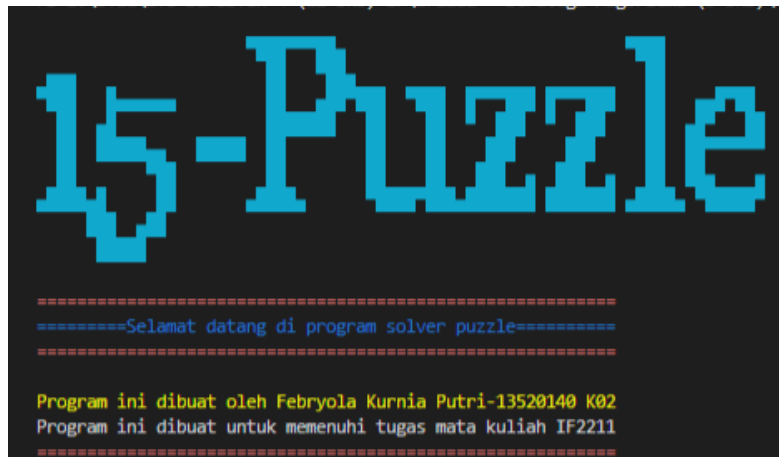 15-Puzzle
==========================================================
=========Selamat datang di program solver puzzle==========
==========================================================
Program ini dibuat oleh Febryola Kurnia Putri-13520140 K02
Program ini dibuat untuk memenuhi tugas mata kuliah IF2211
==========================================================